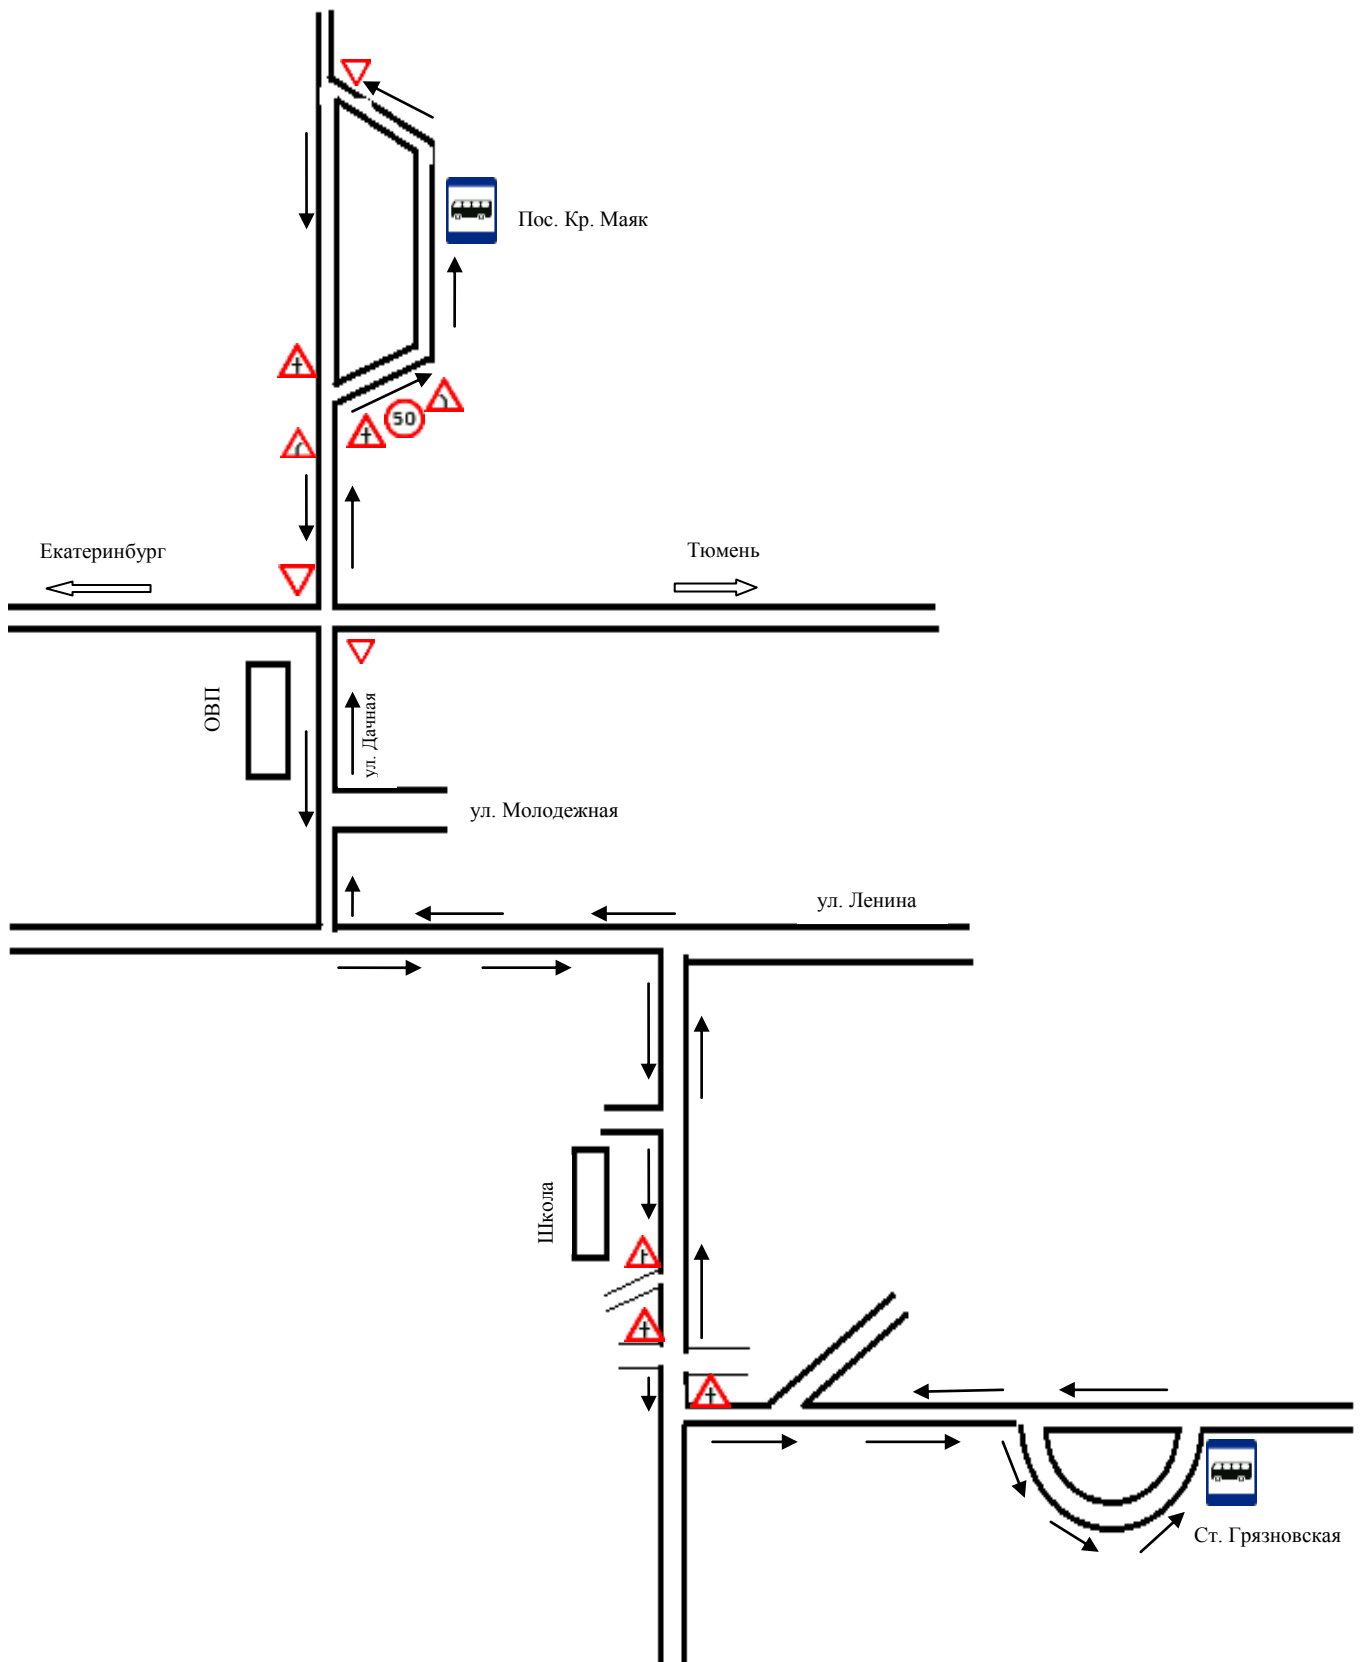 Пос. Кр. Маяк
50
Екатеринбург
Тюмень
ОВП
ул. Дачная
ул. Молодежная
ул. Ленина
Школа
Ст. Грязновская